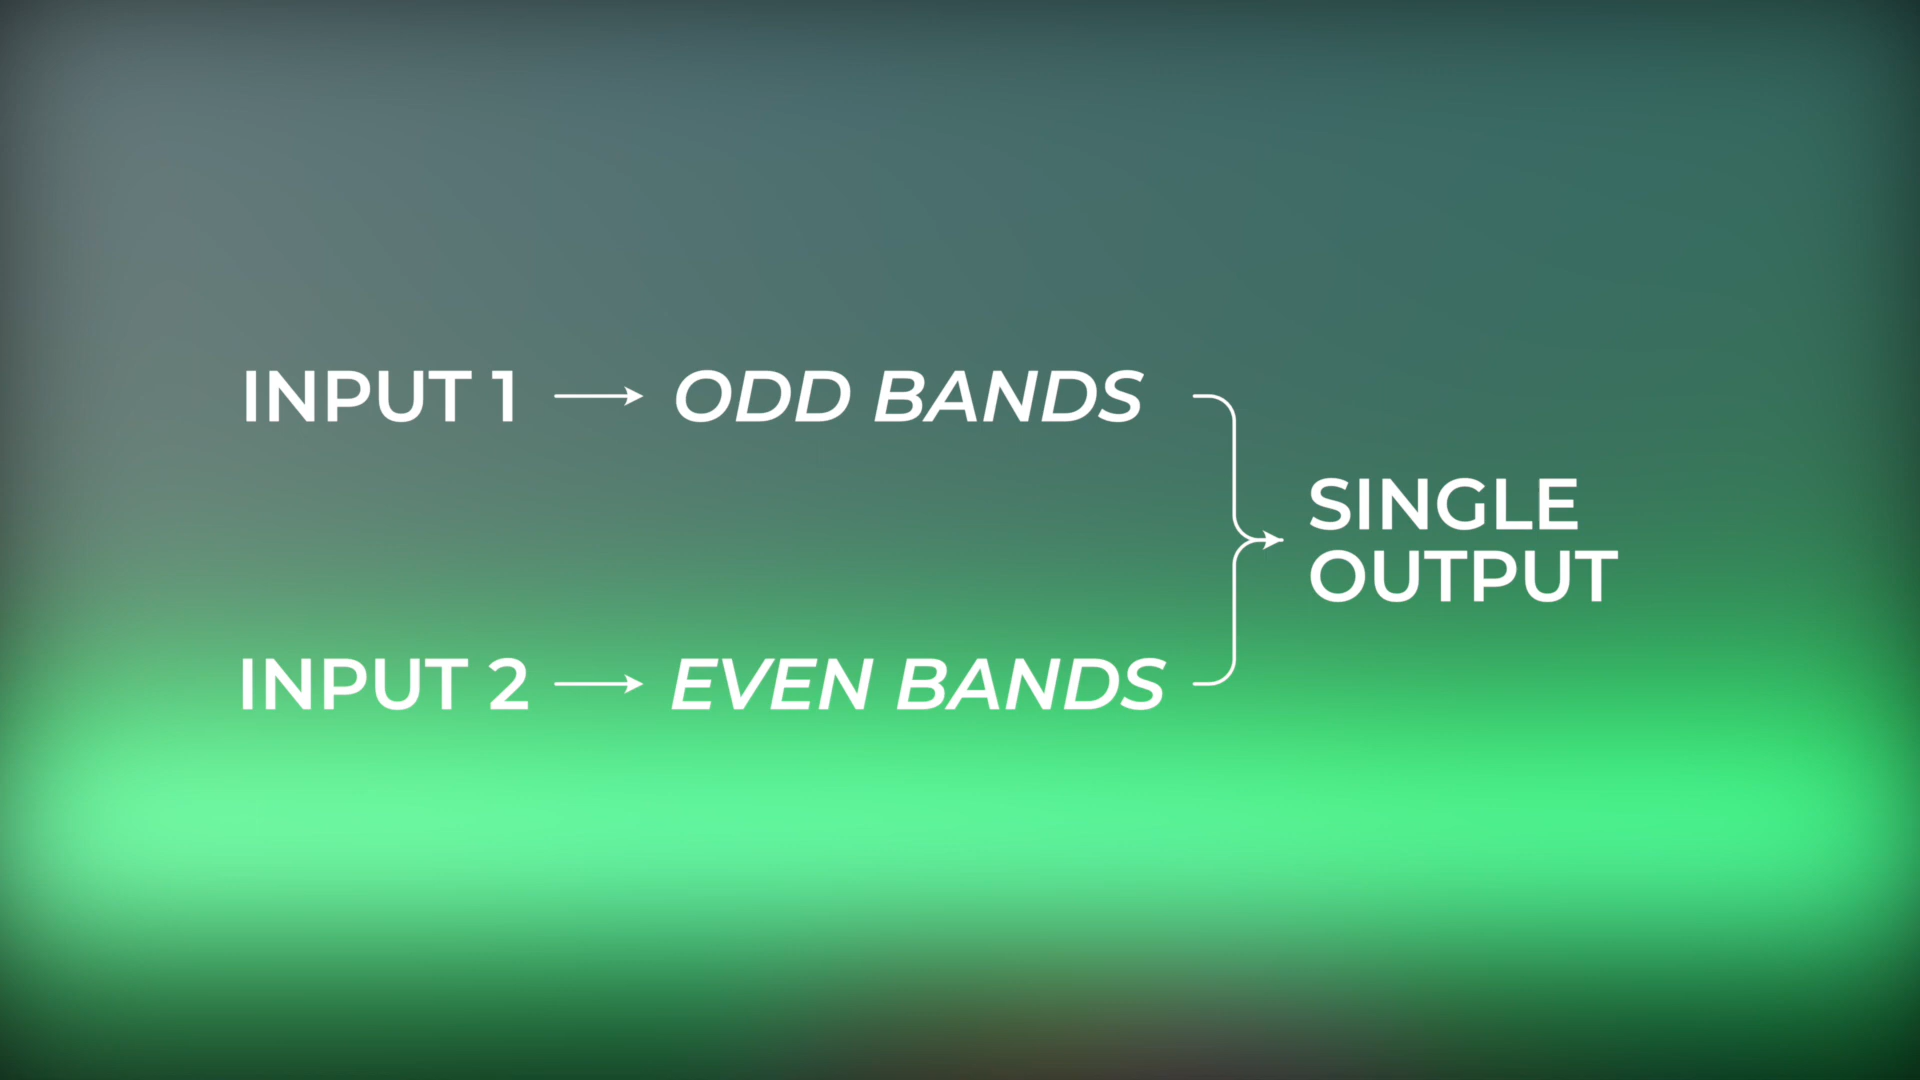 INPUT 1 → ODD BANDS
SINGLE
OUTPUT
INPUT 2 → EVEN BANDS